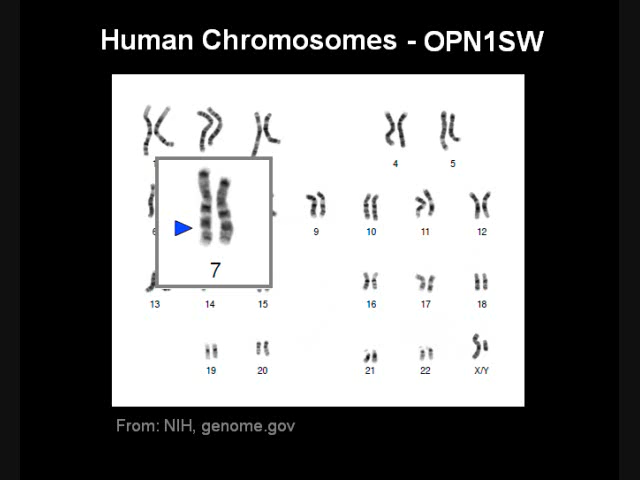 Human Chromosomes - OPN1SW
4 5
7
9 10 11 12
13 14 15 16 17 18
19 20 21 22 X/Y
From: NIH, genome.gov